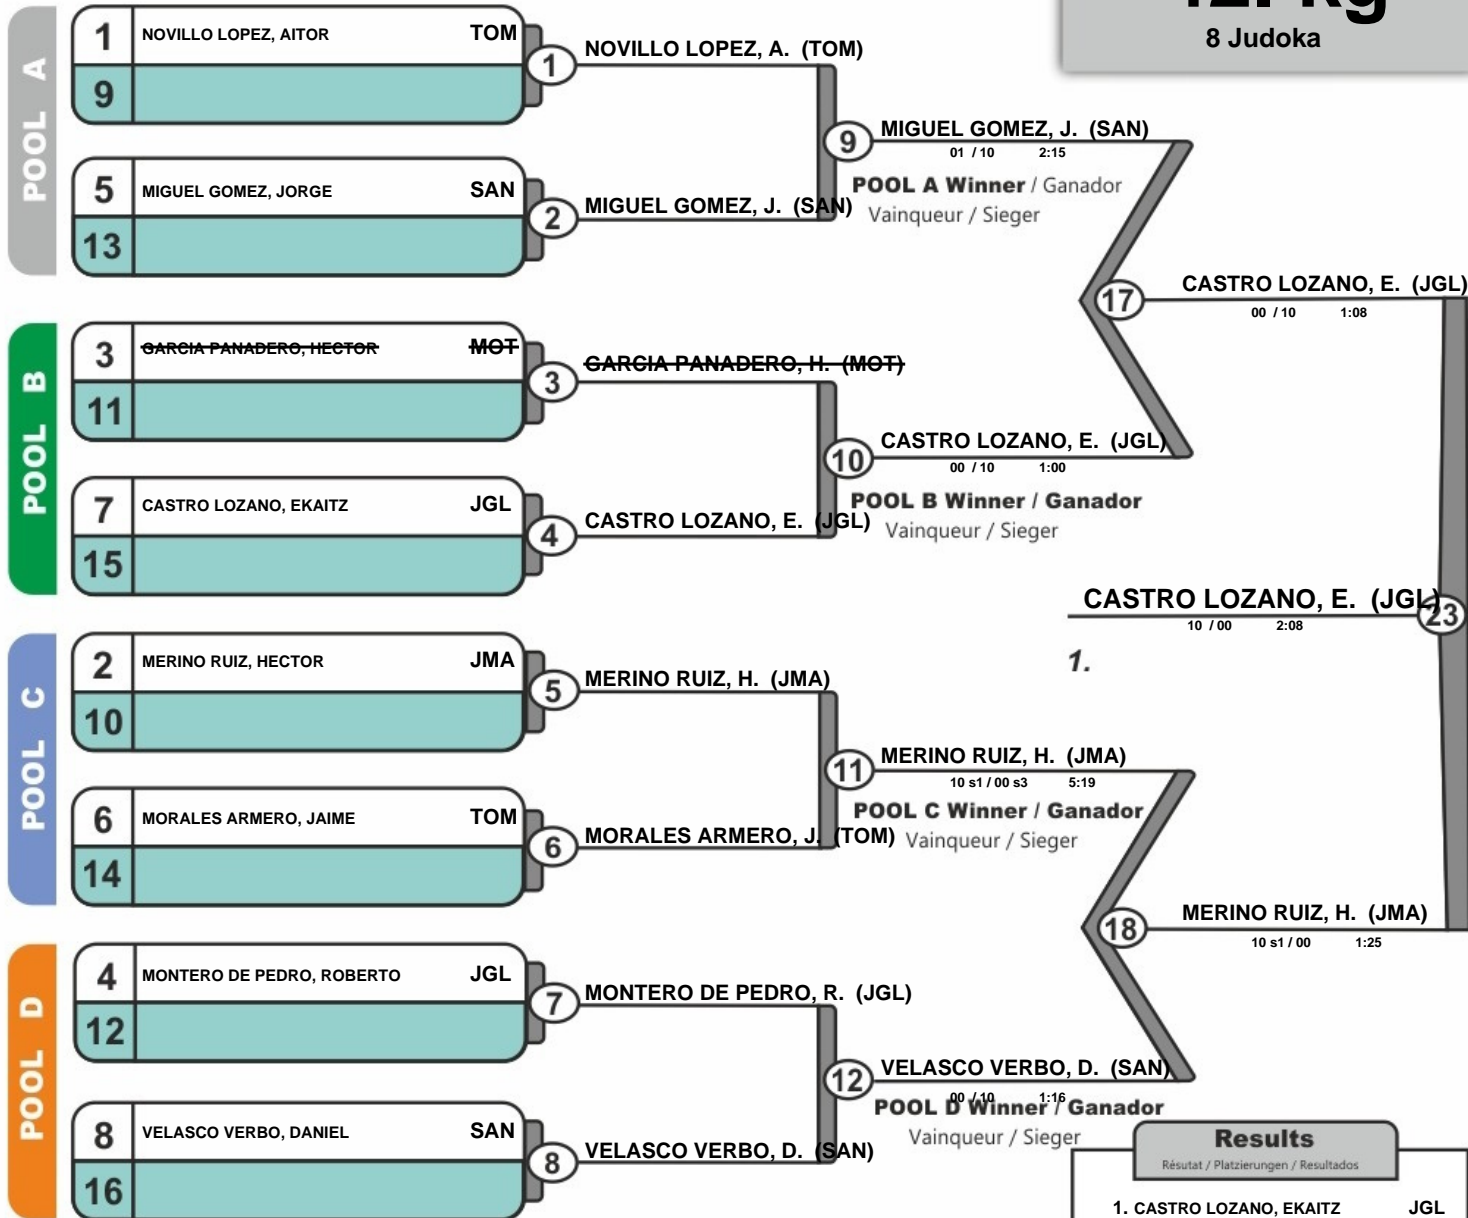 8 Judoka
POOL A
1 NOVILLO LOPEZ, AITOR TOM
9
5 MIGUEL GOMEZ, JORGE SAN
13
1 NOVILLO LOPEZ, A. (TOM)
2 MIGUEL GOMEZ, J. (SAN)
9 MIGUEL GOMEZ, J. (SAN)
01 / 10 2:15
POOL A Winner / Ganador
Vainqueur / Sieger
POOL B
3 GARCIA PANADERO, HECTOR MOT
11
7 CASTRO LOZANO, EKAITZ JGL
15
3 GARCIA PANADERO, H. (MOT)
4 CASTRO LOZANO, E. (JGL)
10 CASTRO LOZANO, E. (JGL)
00 / 10 1:00
POOL B Winner / Ganador
Vainqueur / Sieger
17 CASTRO LOZANO, E. (JGL)
00 / 10 1:08
CASTRO LOZANO, E. (JGL) 23
10 / 00 2:08
1.
POOL C
2 MERINO RUIZ, HECTOR JMA
10
6 MORALES ARMERO, JAIME TOM
14
5 MERINO RUIZ, H. (JMA)
6 MORALES ARMERO, J. (TOM)
11 MERINO RUIZ, H. (JMA)
10 s1 / 00 s3 5:19
POOL C Winner / Ganador
Vainqueur / Sieger
18 MERINO RUIZ, H. (JMA)
10 s1 / 00 1:25
POOL D
4 MONTERO DE PEDRO, ROBERTO JGL
12
8 VELASCO VERBO, DANIEL SAN
16
7 MONTERO DE PEDRO, R. (JGL)
8 VELASCO VERBO, D. (SAN)
12 VELASCO VERBO, D. (SAN)
00 / 10 1:16
POOL D Winner / Ganador
Vainqueur / Sieger
Results
Résutat / Platzierungen / Resultados
1. CASTRO LOZANO, EKAITZ JGL